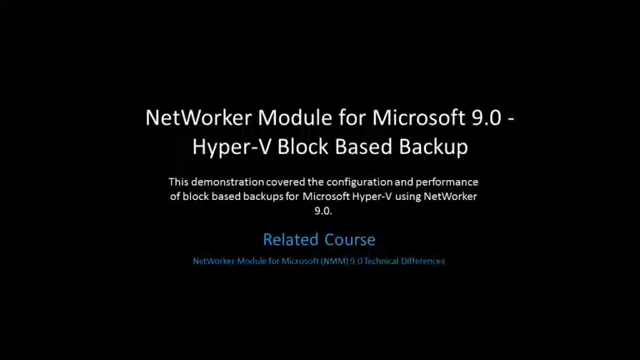 NetWorker Module for Microsoft 9.0 -
Hyper-V Block Based Backup
This demonstration covered the configuration and performance
of block based backups for Microsoft Hyper-V using NetWorker
9.0.
Related Course
NetWorker Module for Microsoft (NMM) 9.0 Technical Differences